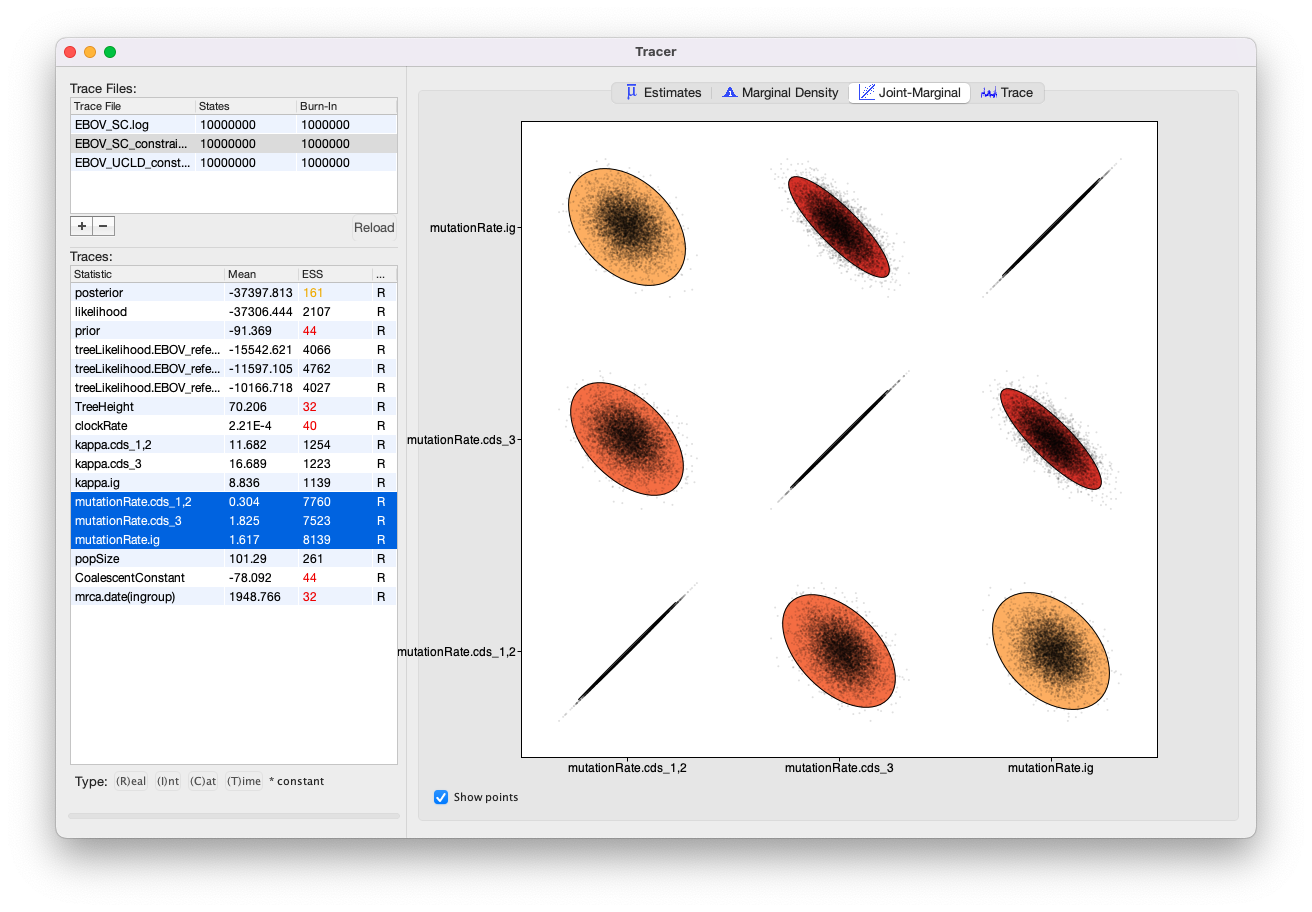 Tracer
Trace Files:
Trace File States Burn-In
EBOV_SC.log 10000000 1000000
EBOV_SC_constrai... 10000000 1000000
EBOV_UCLD_const... 10000000 1000000
+ − Reload
Traces:
Statistic Mean ESS ...
posterior -37397.813 161 R
likelihood -37306.444 2107 R
prior -91.369 44 R
treeLikelihood.EBOV_refe... -15542.621 4066 R
treeLikelihood.EBOV_refe... -11597.105 4762 R
treeLikelihood.EBOV_refe... -10166.718 4027 R
TreeHeight 70.206 32 R
clockRate 2.21E-4 40 R
kappa.cds_1,2 11.682 1254 R
kappa.cds_3 16.689 1223 R
kappa.ig 8.836 1139 R
mutationRate.cds_1,2 0.304 7760 R
mutationRate.cds_3 1.825 7523 R
mutationRate.ig 1.617 8139 R
popSize 101.29 261 R
CoalescentConstant -78.092 44 R
mrca.date(ingroup) 1948.766 32 R
Type: (R)eal (I)nt (C)at (T)ime * constant
Estimates Marginal Density Joint-Marginal Trace
mutationRate.ig
mutationRate.cds_3
mutationRate.cds_1,2
mutationRate.cds_1,2 mutationRate.cds_3 mutationRate.ig
Show points